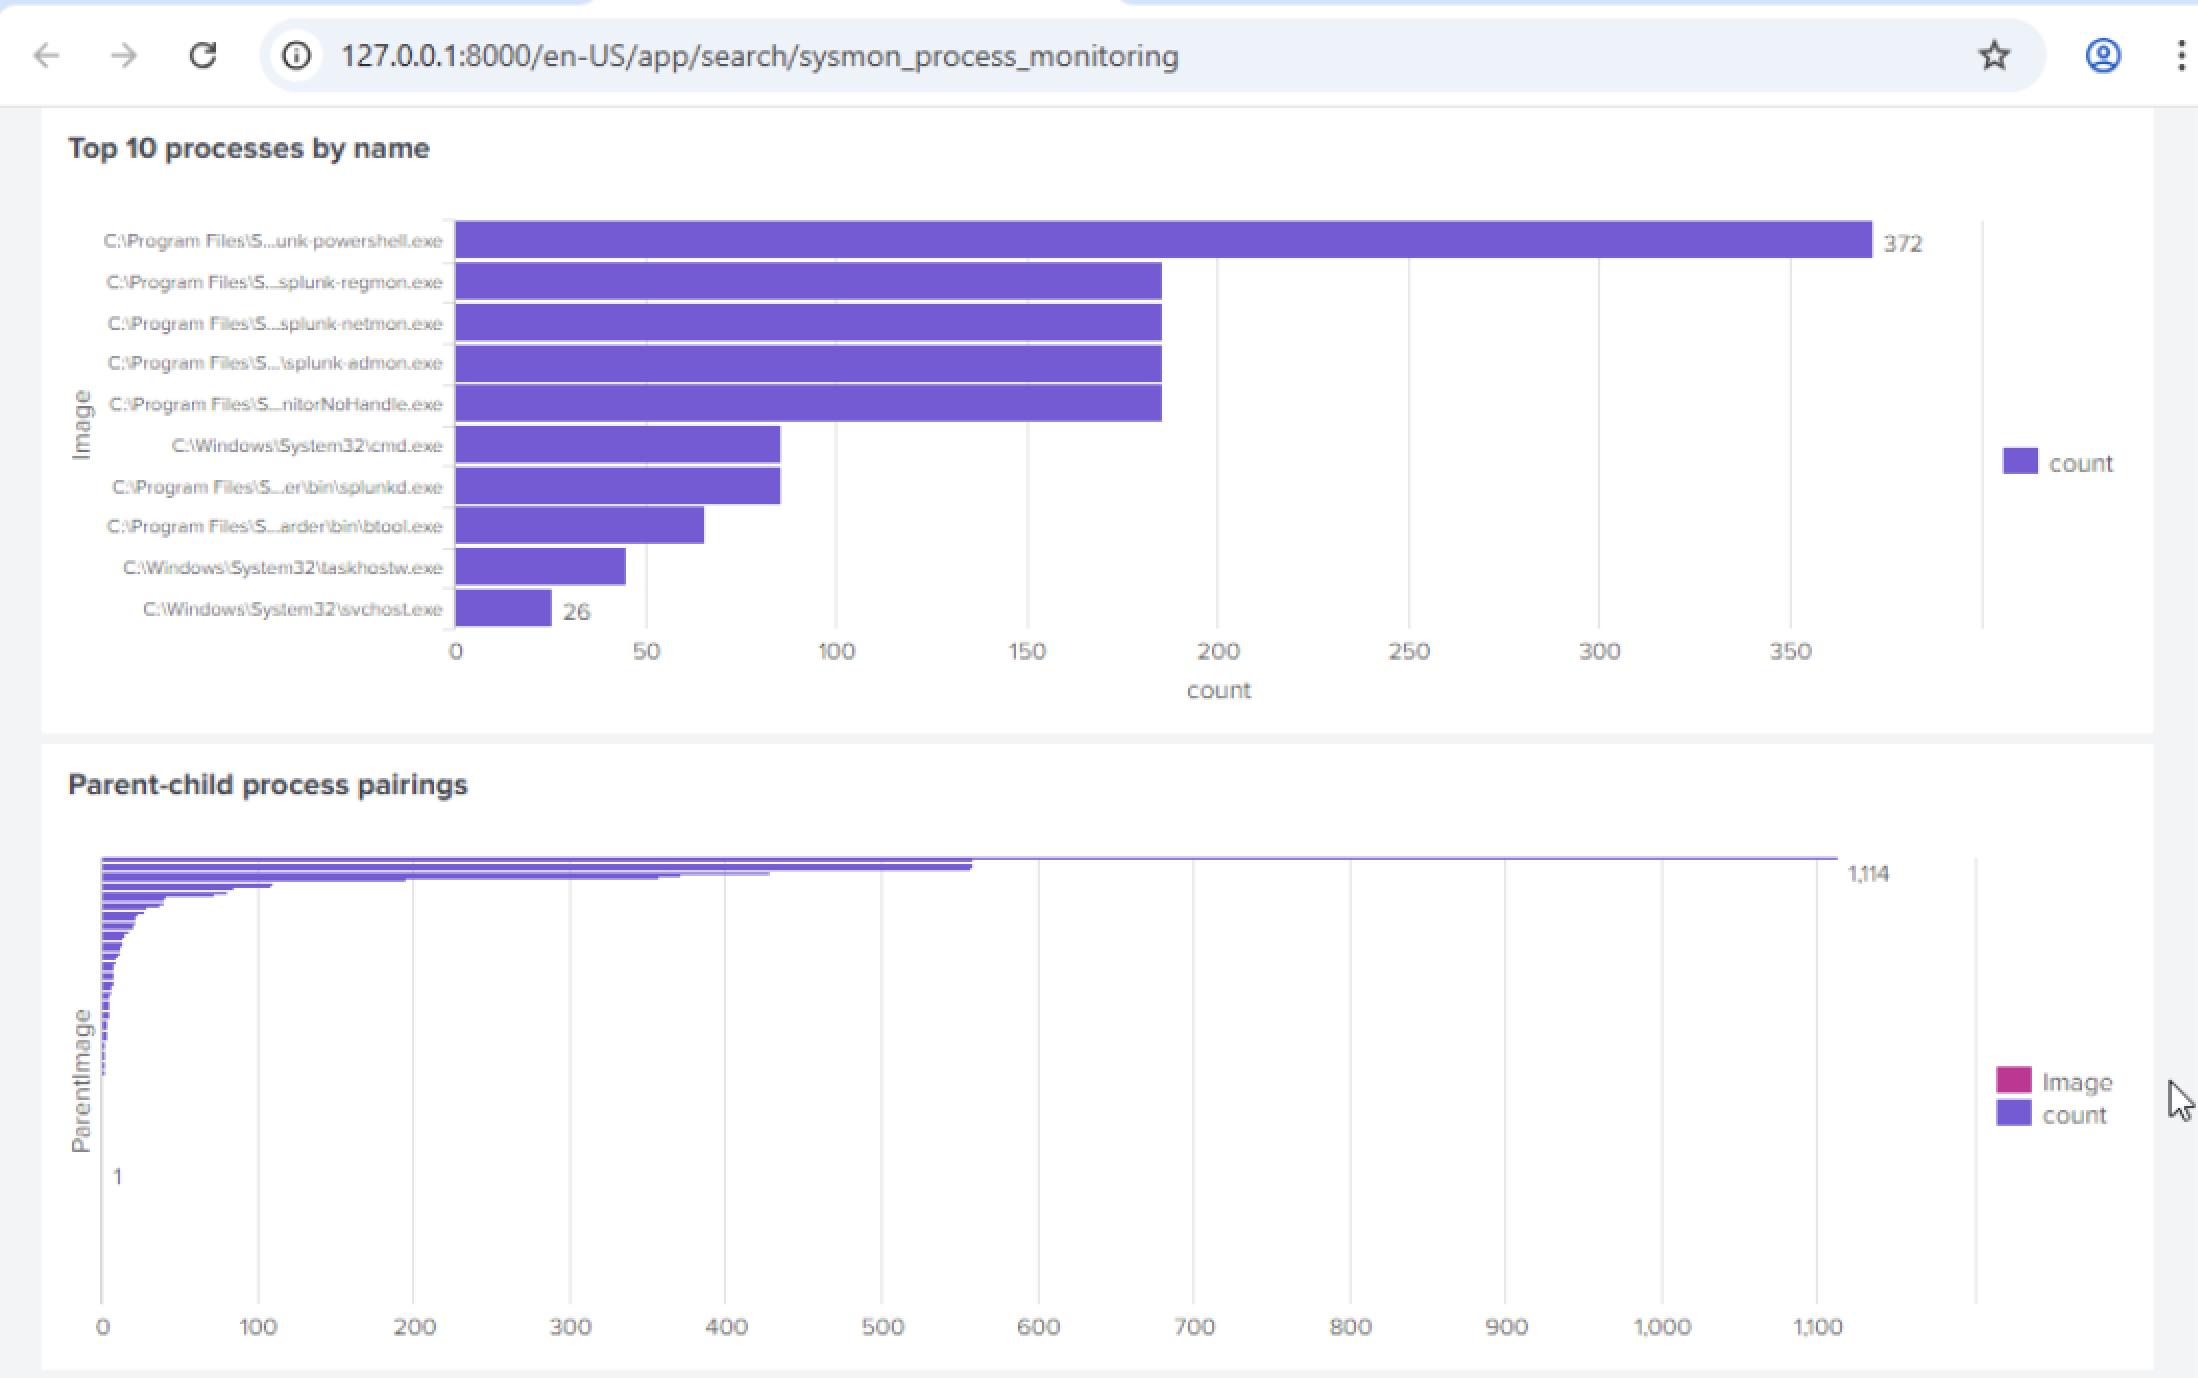 127.0.0.1:8000/en-US/app/search/sysmon_process_monitoring
Top 10 processes by name
C:\Program Files\S...unk-powershell.exe
372
C:\Program Files\S...splunk-regmon.exe
C:\Program Files\S...splunk-netmon.exe
C:\Program Files\S...\splunk-admon.exe
C:\Program Files\S...nitorNoHandle.exe
C:\Windows\System32\cmd.exe
C:\Program Files\S...er\bin\splunkd.exe
C:\Program Files\S...arder\bin\btool.exe
C:\Windows\System32\taskhostw.exe
C:\Windows\System32\svchost.exe
26
Image
count
0 50 100 150 200 250 300 350
count
Parent-child process pairings
1,114
ParentImage
Image
count
1
0 100 200 300 400 500 600 700 800 900 1,000 1,100